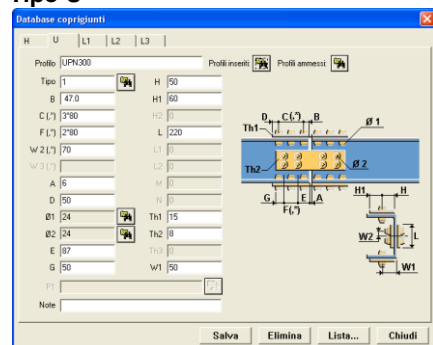 Database coprigiunti
H U L1 L2 L3
Profilo UPN300 Profili inseriti: Profili ammessi:
Tipo 1 H 50
B 47.0 H1 60
C (,") 3*80 H2 0
F (,") 2*80 L 220
W 2 (,") 70 L1 0
W 3 (,") L2 0
A 6 M 0
D 50 N 0
Ø1 24 Th1 15
Ø2 24 Th2 8
E 87 Th3 0
G 50 W1 50
P1
Note
D C(,") B Ø 1
Th1
Th2 Ø 2
G E A
F(,")
H1 H
W2 L
W1
Salva Elimina Lista... Chiudi